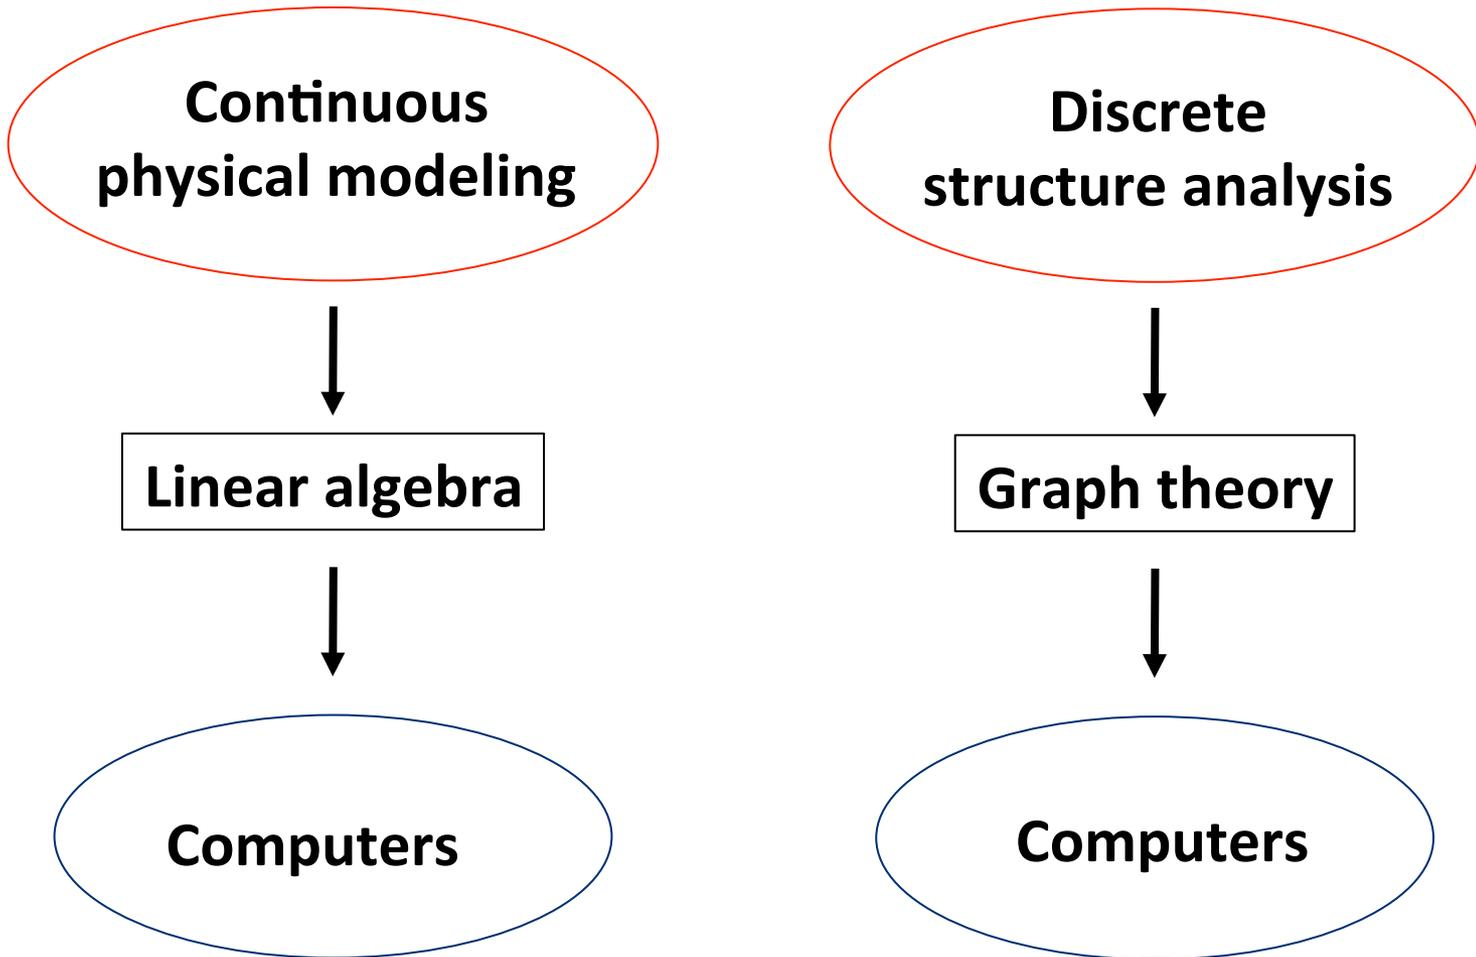 Continuous
physical modeling
Linear algebra
Computers
Discrete
structure analysis
Graph theory
Computers